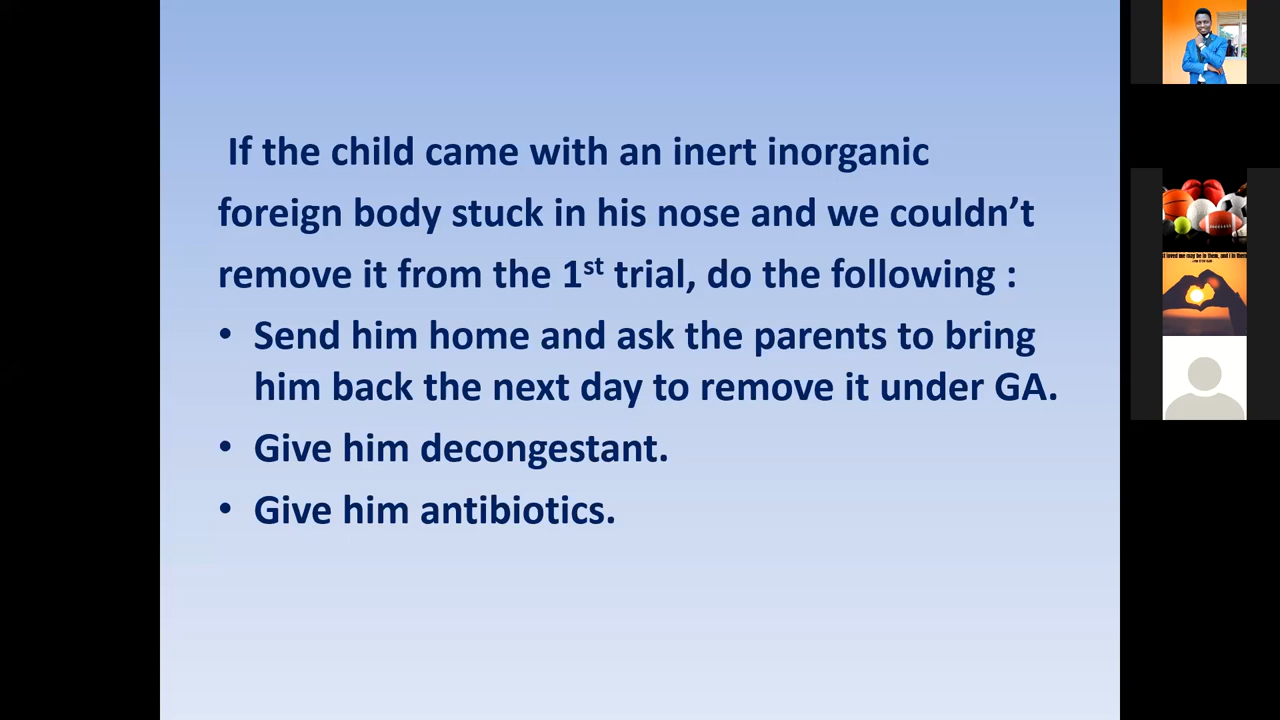 If the child came with an inert inorganic
foreign body stuck in his nose and we couldn’t
remove it from the 1st trial, do the following :
• Send him home and ask the parents to bring
him back the next day to remove it under GA.
• Give him decongestant.
• Give him antibiotics.